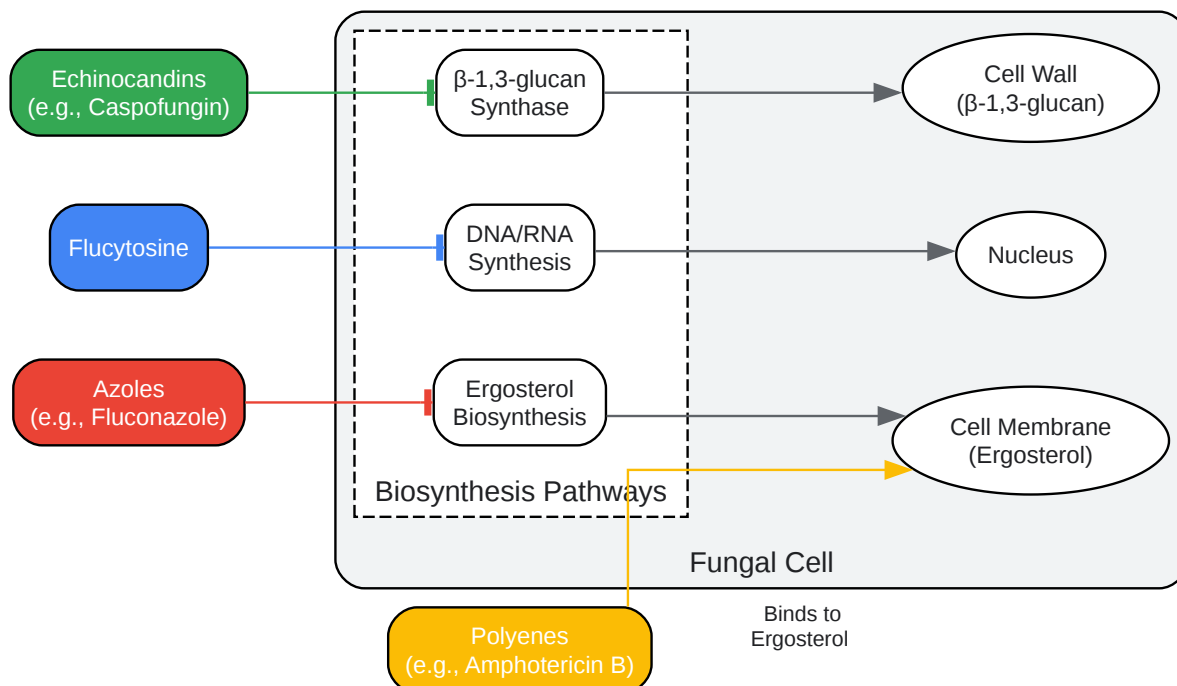 Echinocandins
(e.g., Caspofungin)
β-1,3-glucan
Synthase
Cell Wall
(β-1,3-glucan)
Flucytosine
DNA/RNA
Synthesis
Nucleus
Azoles
(e.g., Fluconazole)
Ergosterol
Biosynthesis
Cell Membrane
(Ergosterol)
Biosynthesis Pathways
Fungal Cell
Polyenes
(e.g., Amphotericin B)
Binds to
Ergosterol